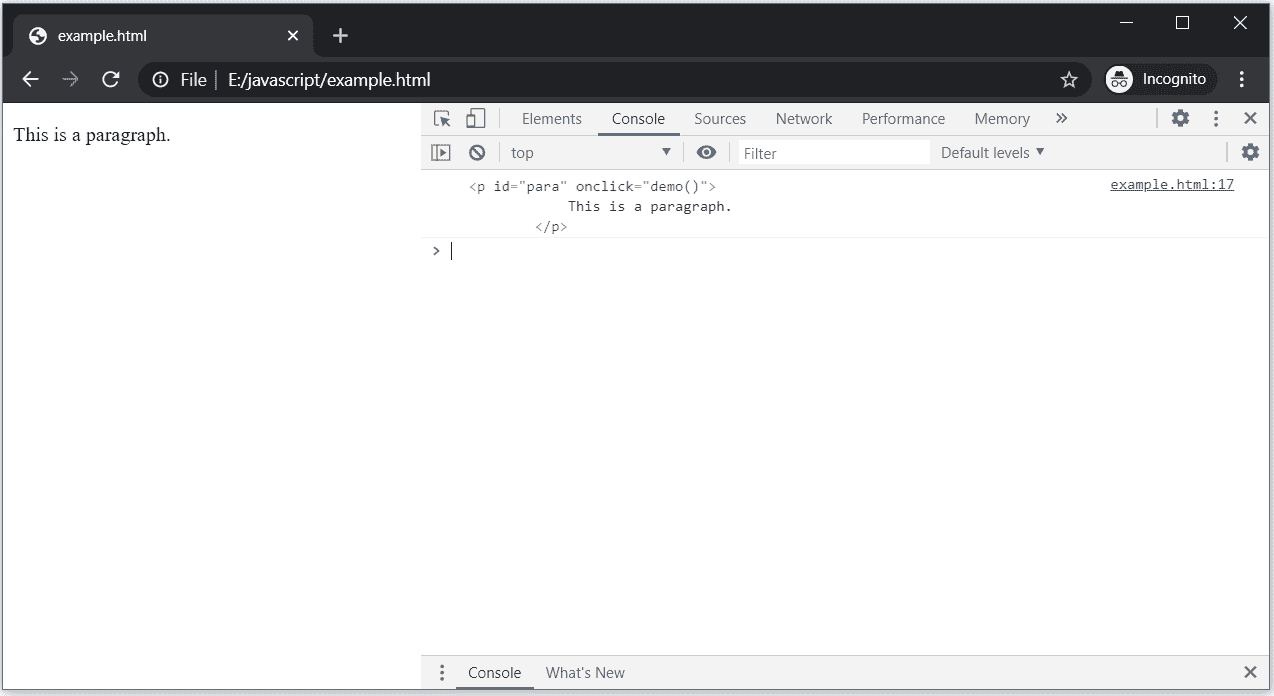 example.html
File E:/javascript/example.html Incognito
This is a paragraph.
Elements Console Sources Network Performance Memory
top Filter Default levels
<p id="para" onclick="demo()"> example.html:17
This is a paragraph.
</p>
>
Console What's New